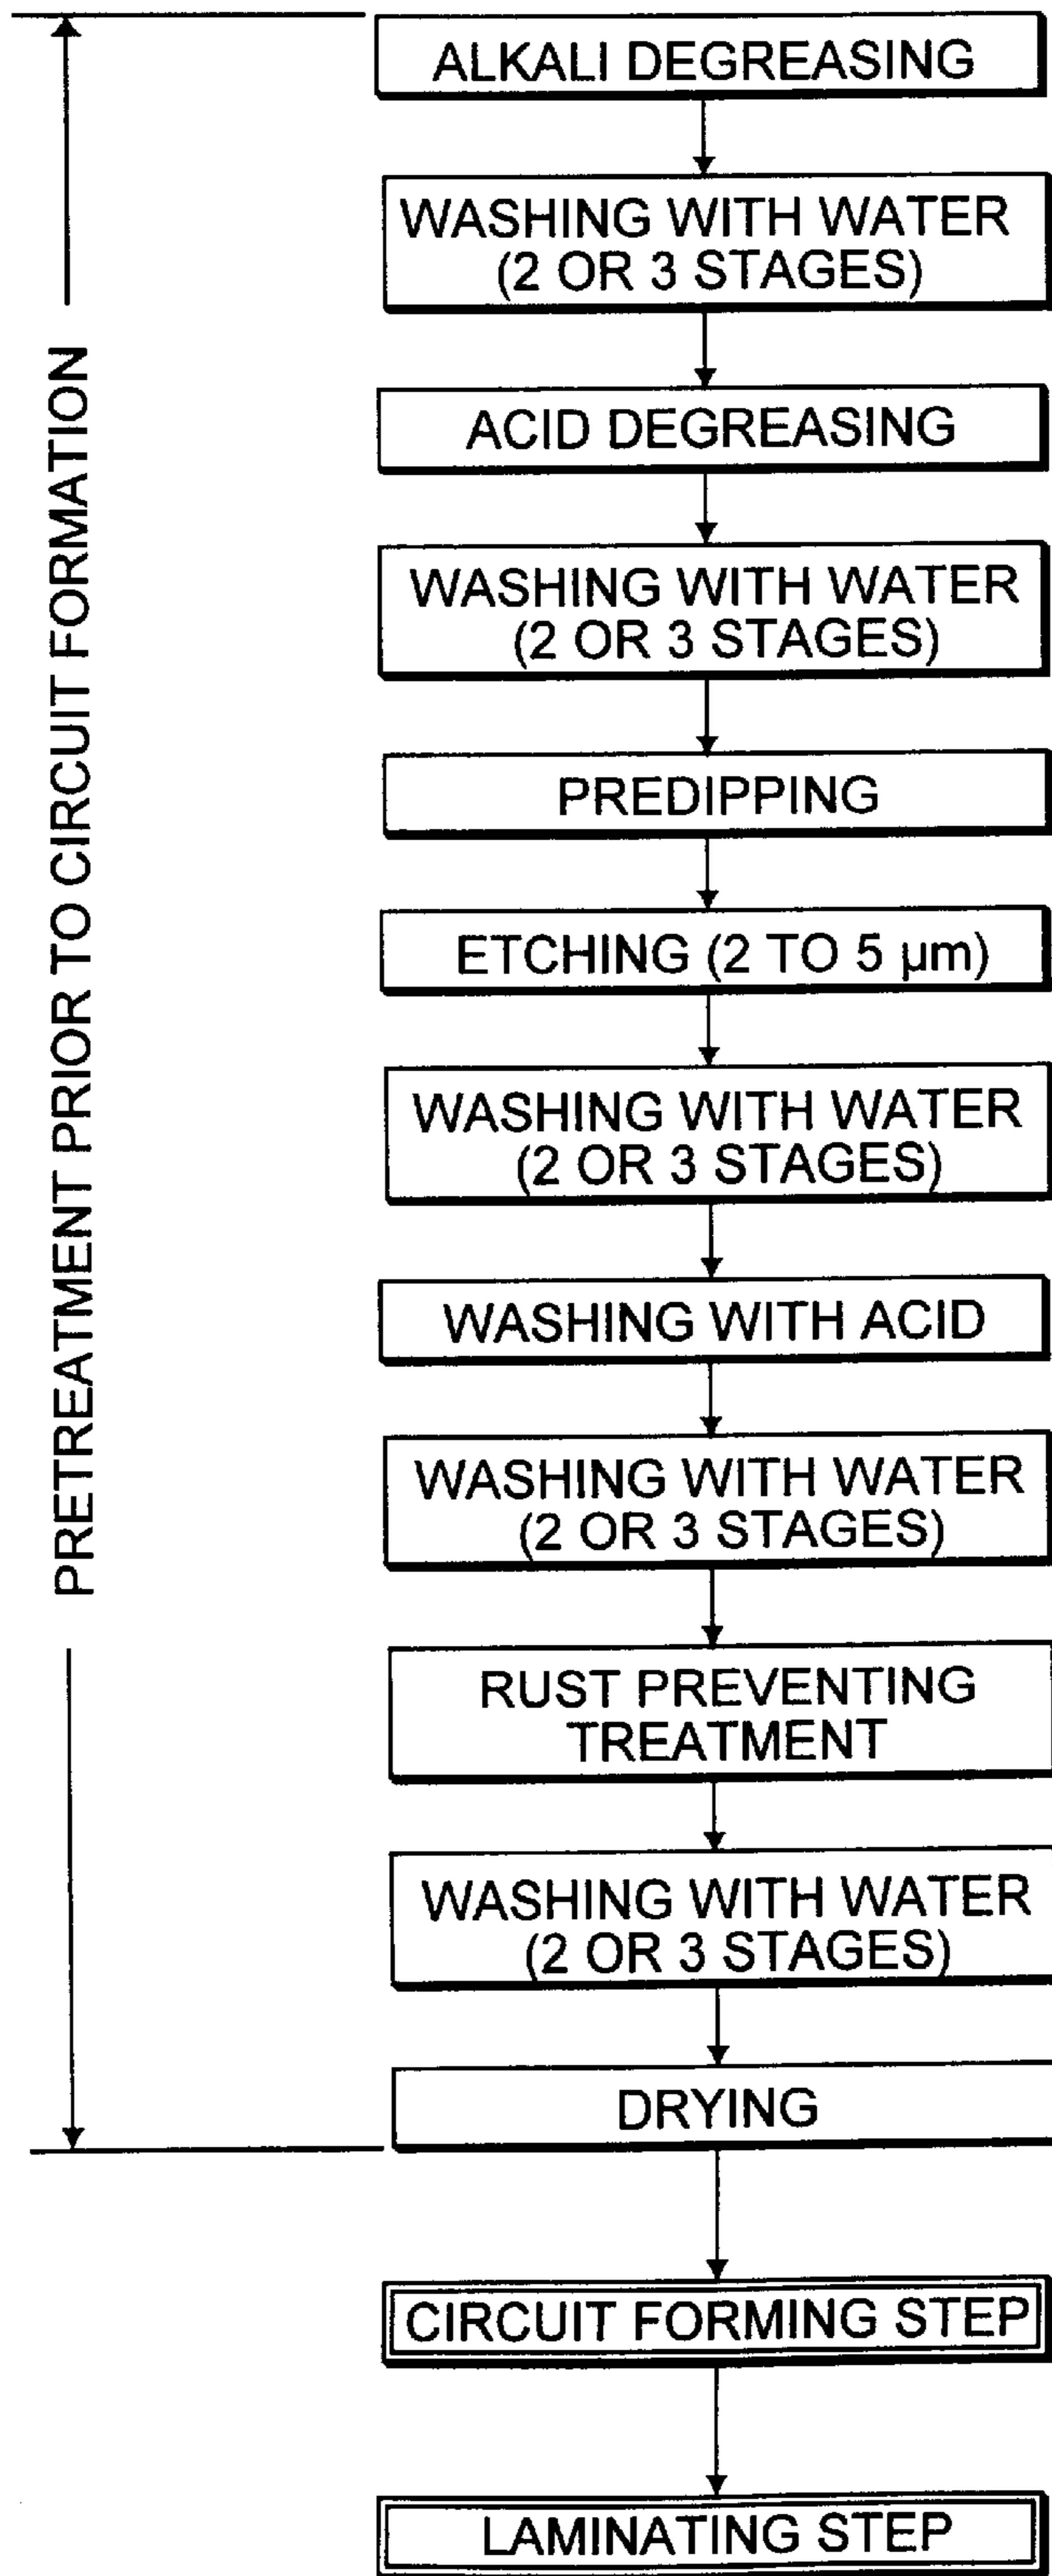 PRETREATMENT PRIOR TO CIRCUIT FORMATION
ALKALI DEGREASING
WASHING WITH WATER
(2 OR 3 STAGES)
ACID DEGREASING
WASHING WITH WATER
(2 OR 3 STAGES)
PREDIPPING
ETCHING (2 TO 5 µm)
WASHING WITH WATER
(2 OR 3 STAGES)
WASHING WITH ACID
WASHING WITH WATER
(2 OR 3 STAGES)
RUST PREVENTING
TREATMENT
WASHING WITH WATER
(2 OR 3 STAGES)
DRYING
CIRCUIT FORMING STEP
LAMINATING STEP